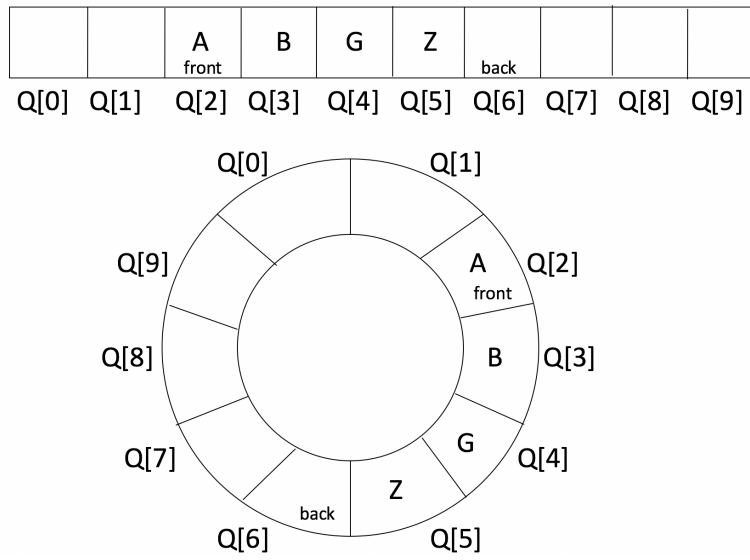 A B G Z
front back
Q[0] Q[1] Q[2] Q[3] Q[4] Q[5] Q[6] Q[7] Q[8] Q[9]
Q[0] Q[1]
Q[9] A Q[2]
front
Q[8] B Q[3]
G
Q[7] Q[4]
Z
back
Q[6] Q[5]